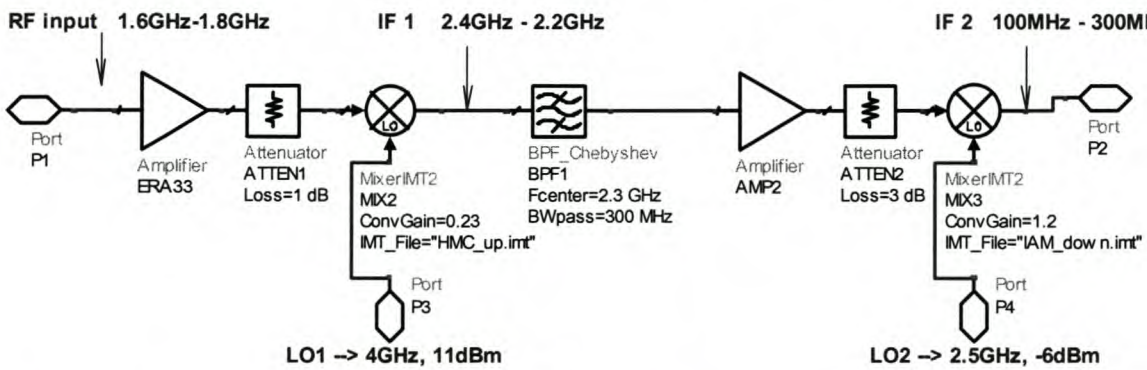 RF input 1.6GHz-1.8GHz
IF 1 2.4GHz - 2.2GHz
IF 2 100MHz - 300M
Port
P1
Amplifier
ERA33
Attenuator
ATTEN1
Loss=1 dB
LO
MixerIMT2
MIX2
ConvGain=0.23
IMT_File="HMC_up.imt"
Port
P3
BPF_Chebyshev
BPF1
Fcenter=2.3 GHz
BWpass=300 MHz
Amplifier
AMP2
Attenuator
ATTEN2
Loss=3 dB
LO
MixerIMT2
MIX3
ConvGain=1.2
IMT_File="IAM_dow n.imt"
Port
P4
Port
P2
LO1 --> 4GHz, 11dBm
LO2 --> 2.5GHz, -6dBm